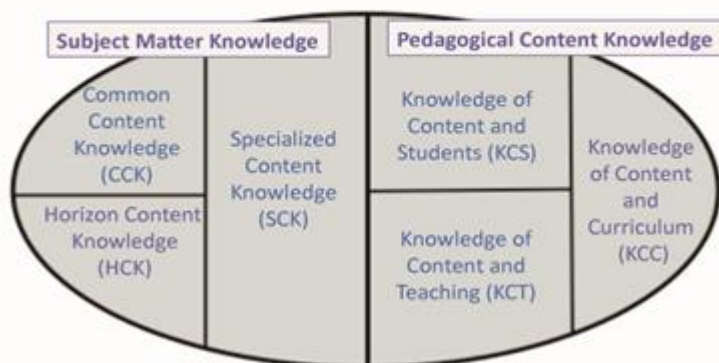 Subject Matter Knowledge
Pedagogical Content Knowledge
Common
Content
Knowledge
(CCK)
Horizon Content
Knowledge
(HCK)
Specialized
Content
Knowledge
(SCK)
Knowledge of
Content and
Students (KCS)
Knowledge of
Content and
Teaching (KCT)
Knowledge
of Content
and
Curriculum
(KCC)